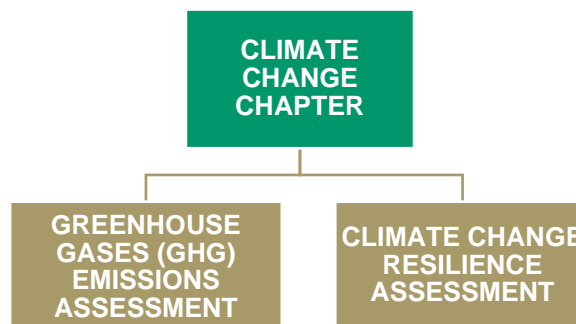 CLIMATE
CHANGE
CHAPTER
GREENHOUSE
GASES (GHG)
EMISSIONS
ASSESSMENT
CLIMATE CHANGE
RESILIENCE
ASSESSMENT